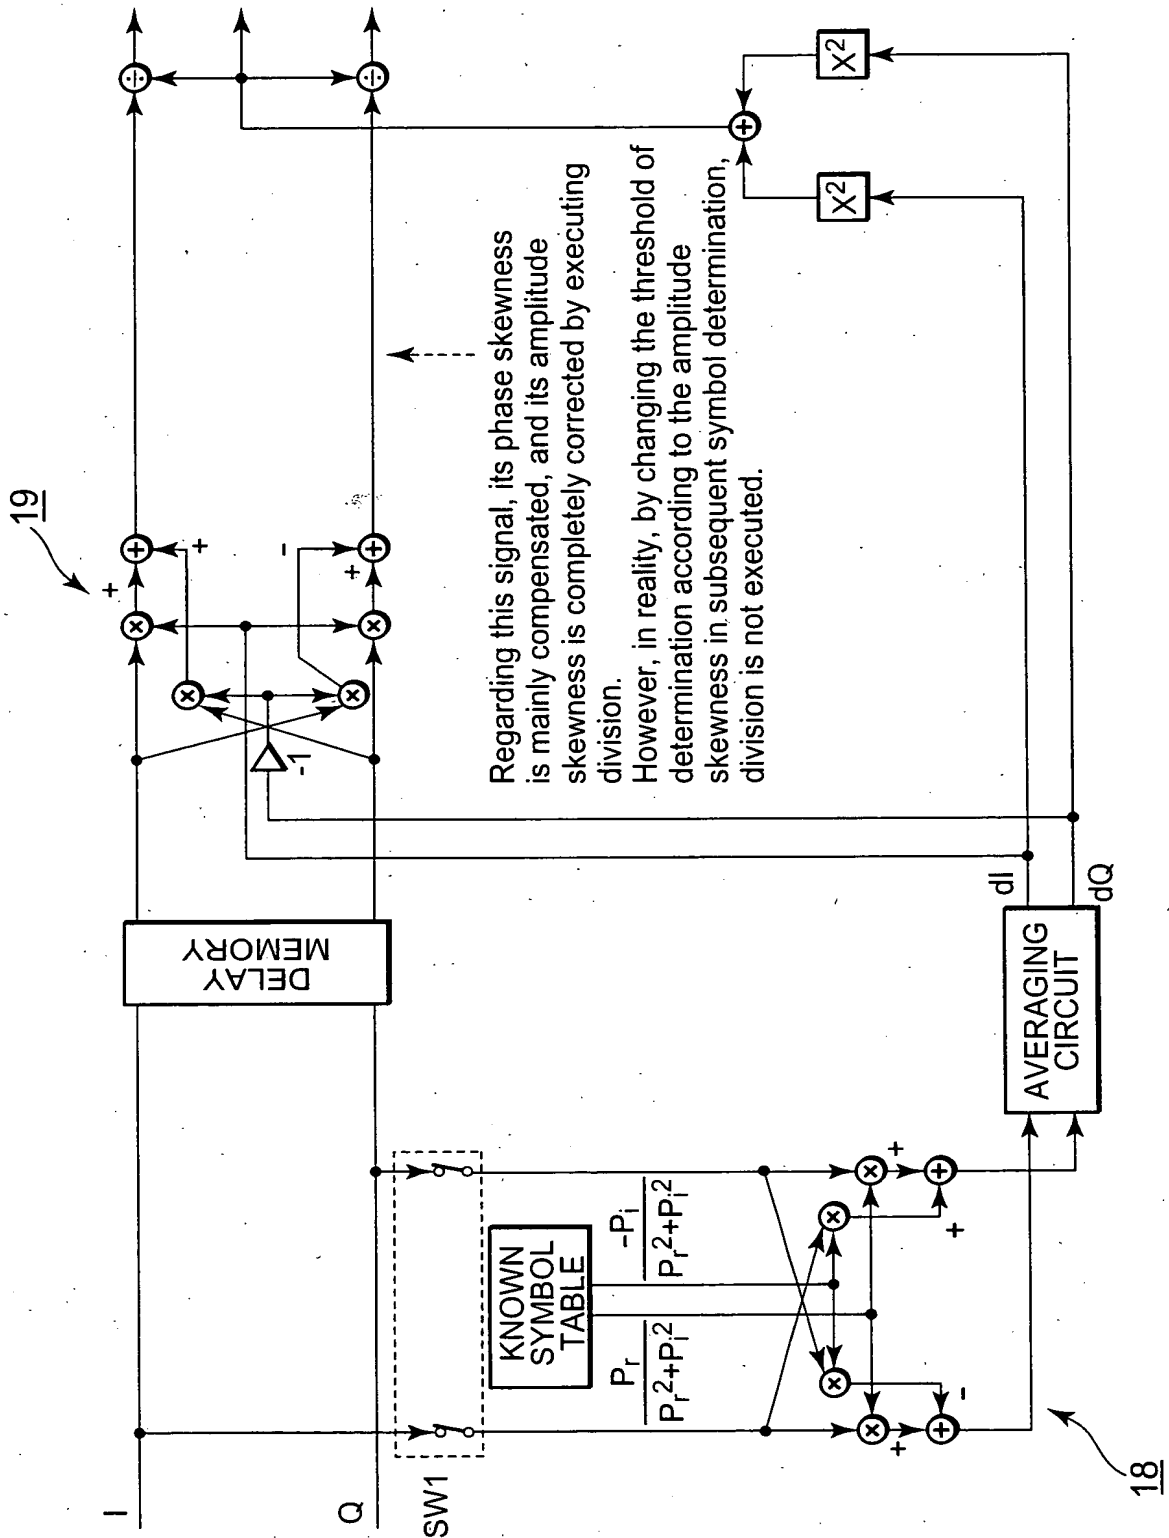 I
Q
SW1
DELAY
MEMORY
19
+
+
-
+
-1
÷
÷
KNOWN
SYMBOL
TABLE
Pr
Pr²+Pi²
-Pi
Pr²+Pi²
+
-
+
+
18
AVERAGING
CIRCUIT
dI
dQ
Regarding this signal, its phase skewness
is mainly compensated, and its amplitude
skewness is completely corrected by executing
division.
However, in reality, by changing the threshold of
determination according to the amplitude
skewness in subsequent symbol determination,
division is not executed.
X²
X²